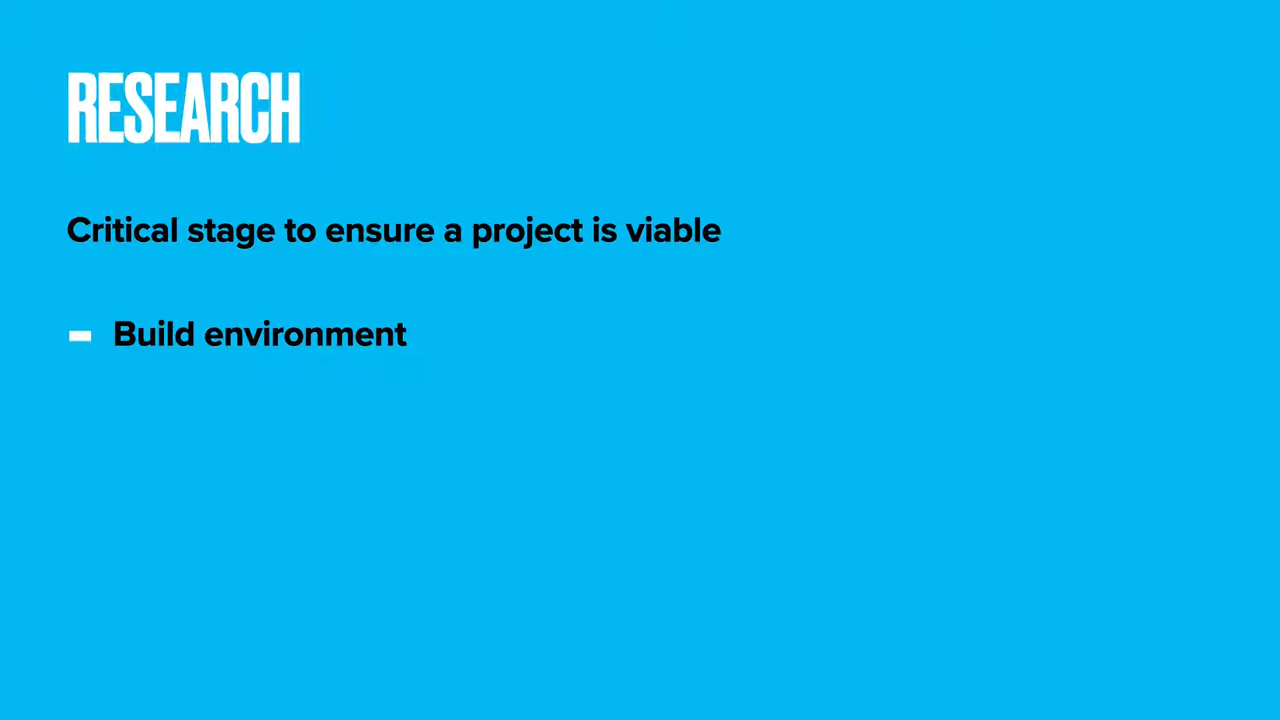 RESEARCH
Critical stage to ensure a project is viable
- Build environment